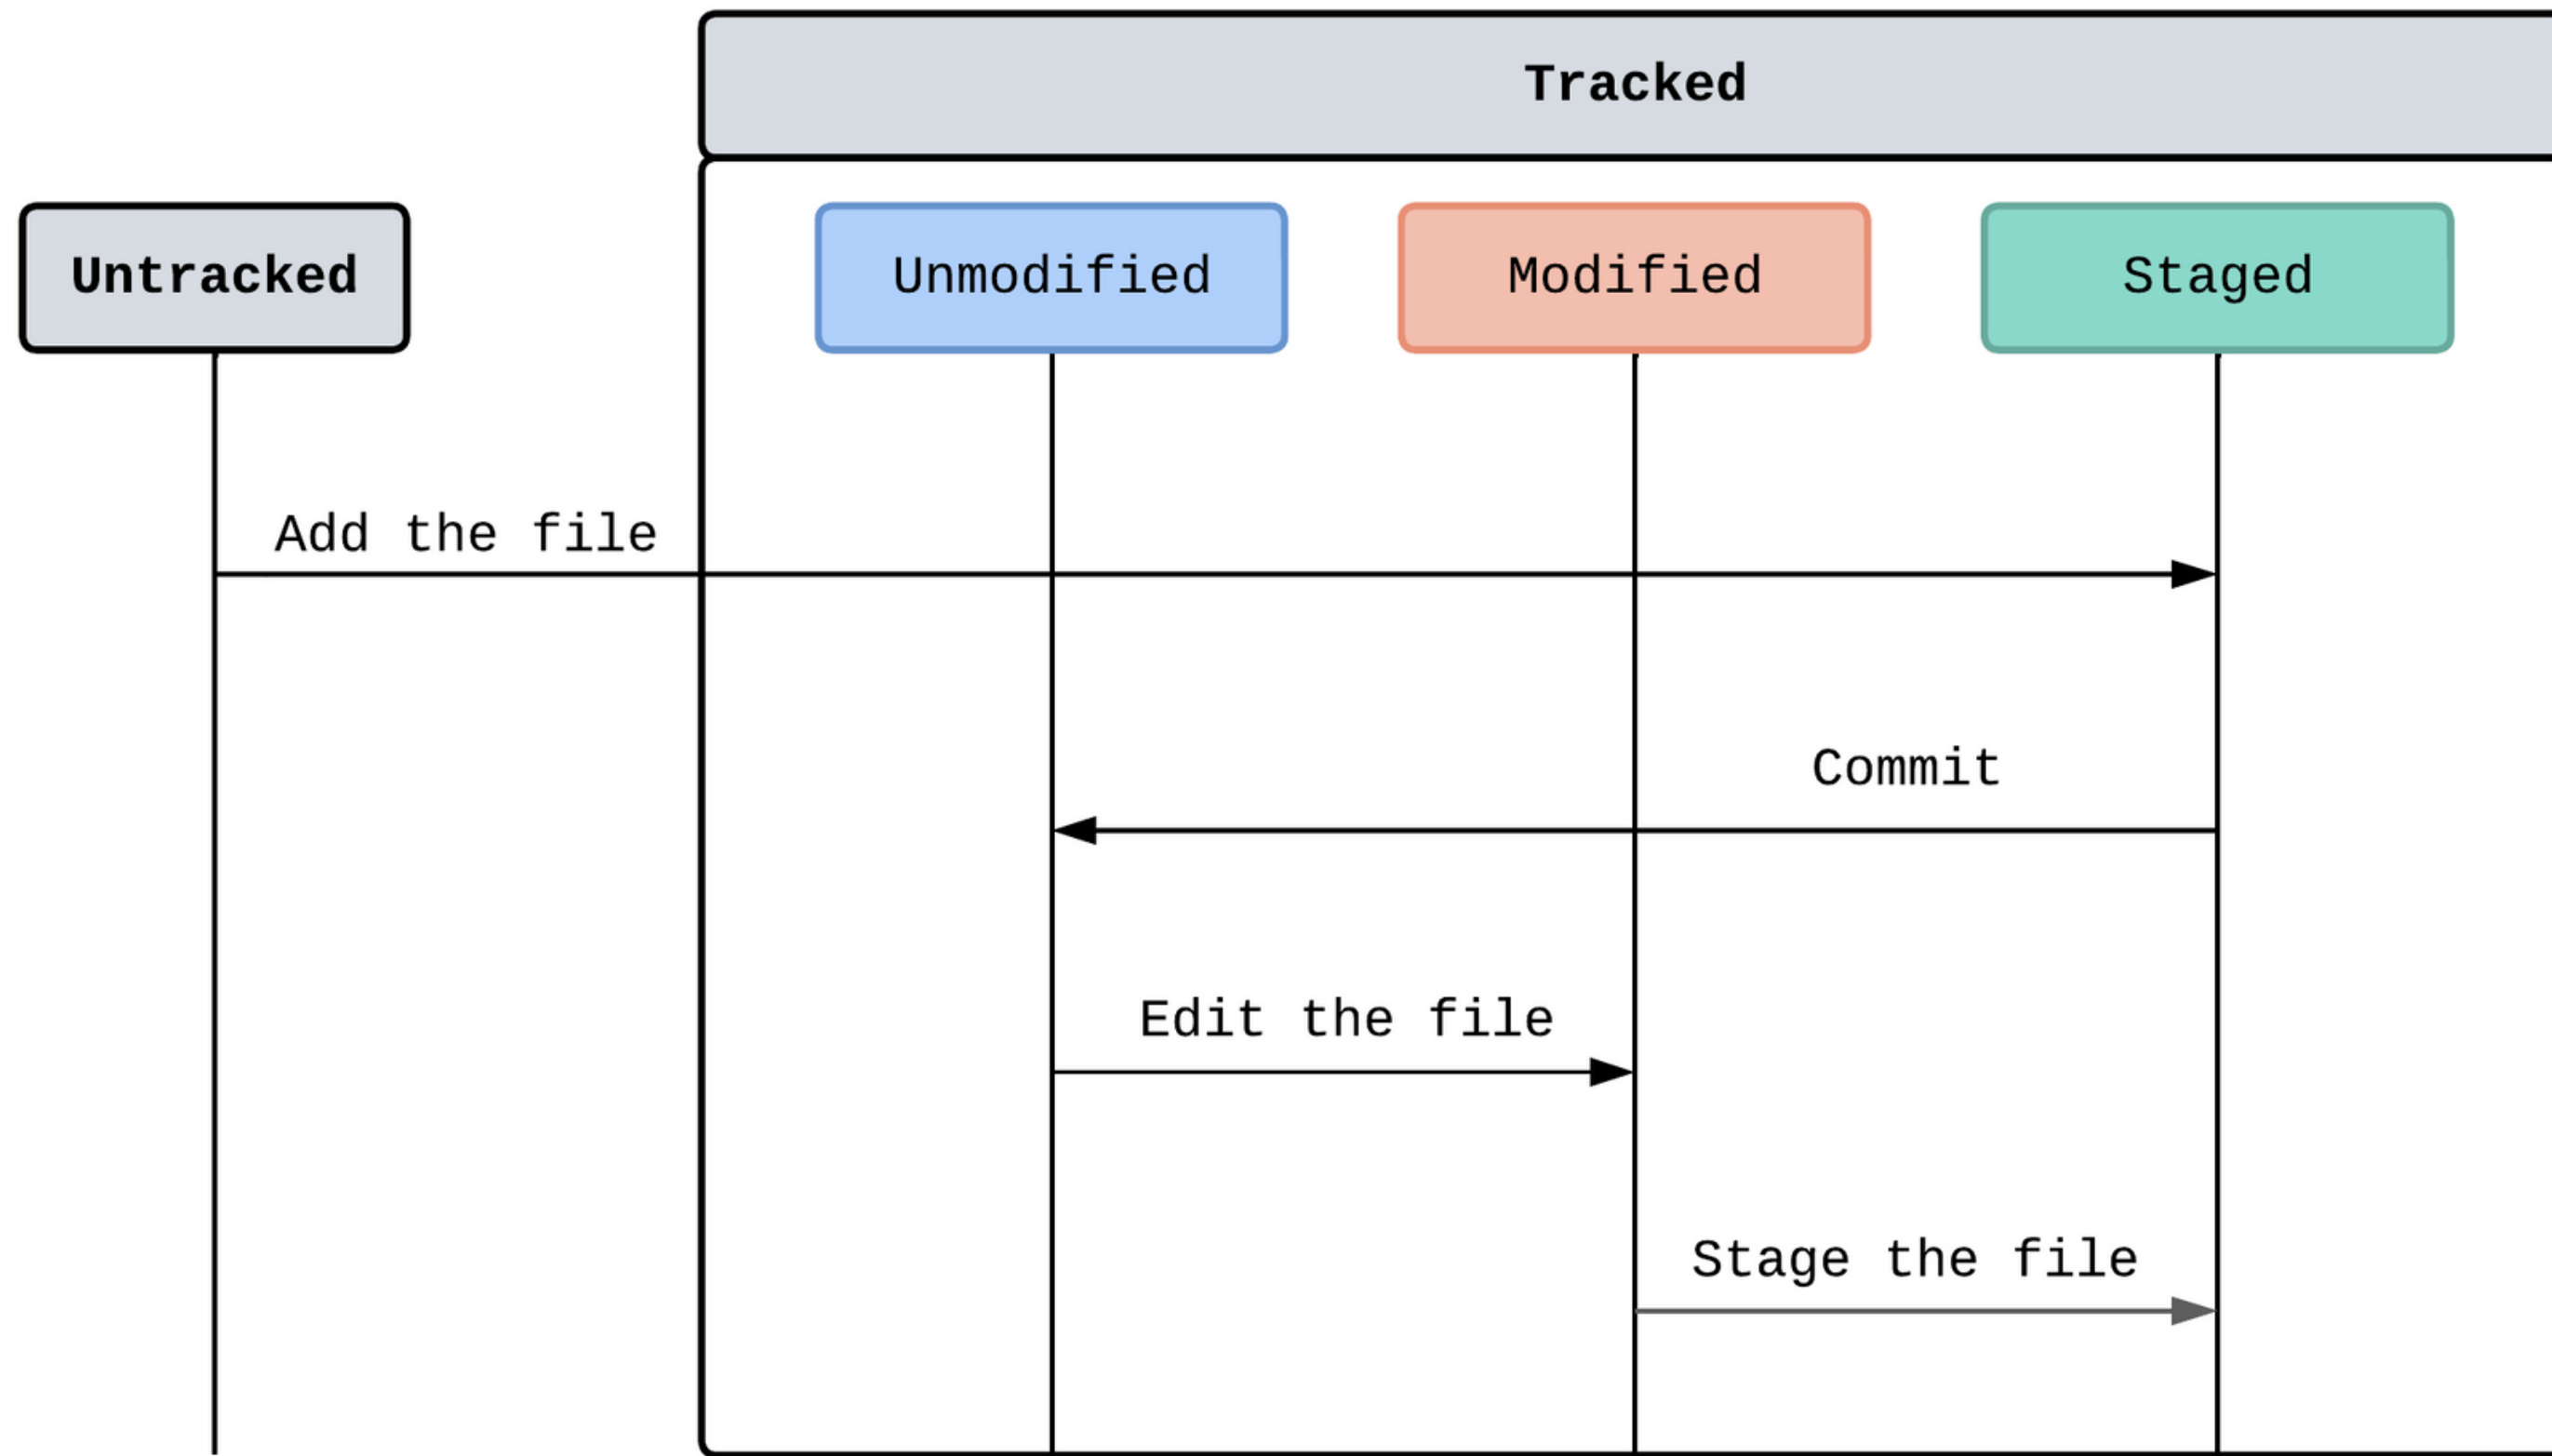 Tracked
Untracked
Unmodified
Modified
Staged
Add the file
Commit
Edit the file
Stage the file